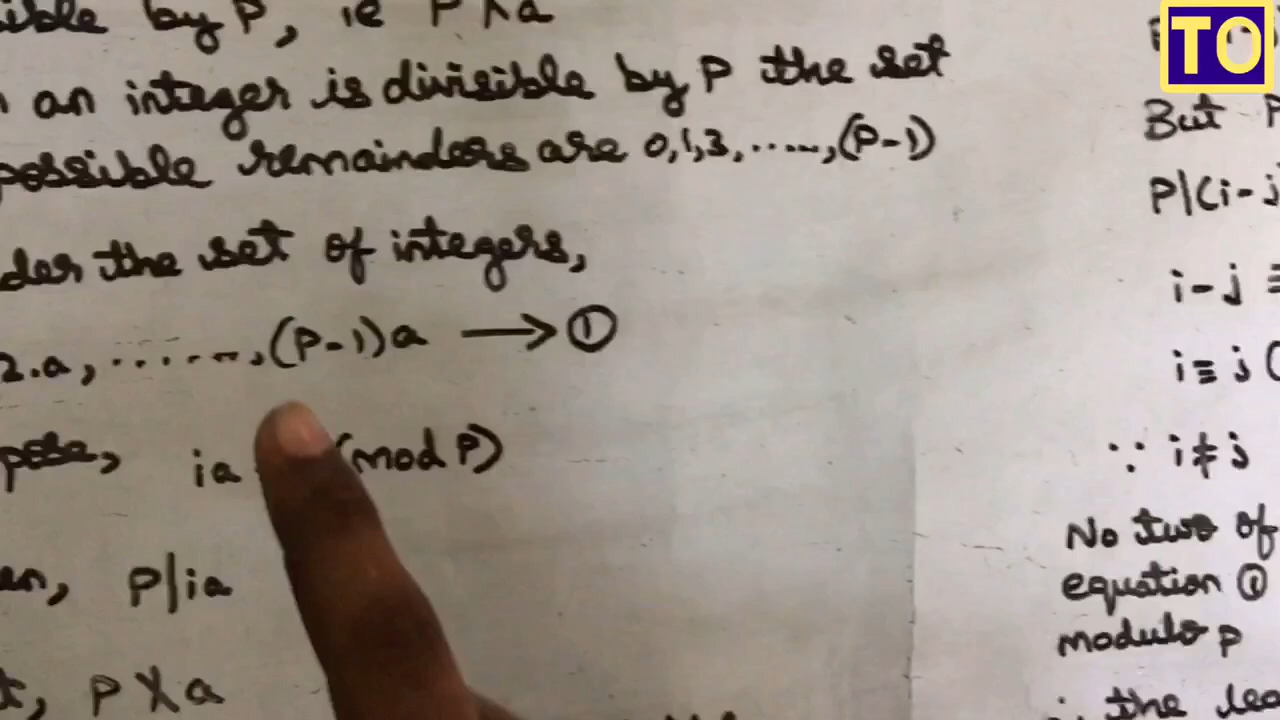 by P, ie P∤a
an integer is divisible by P the set
possible remainders are 0,1,3,.....,(P-1)
the set of integers,
2.a, ......,(P-1)a → ①
ia (mod P)
P|ia
P∤a
TO
But P
P|(i-j
i-j ≡
i≡j (
∵ i≠j
No two of
equation ①
modulo p
the